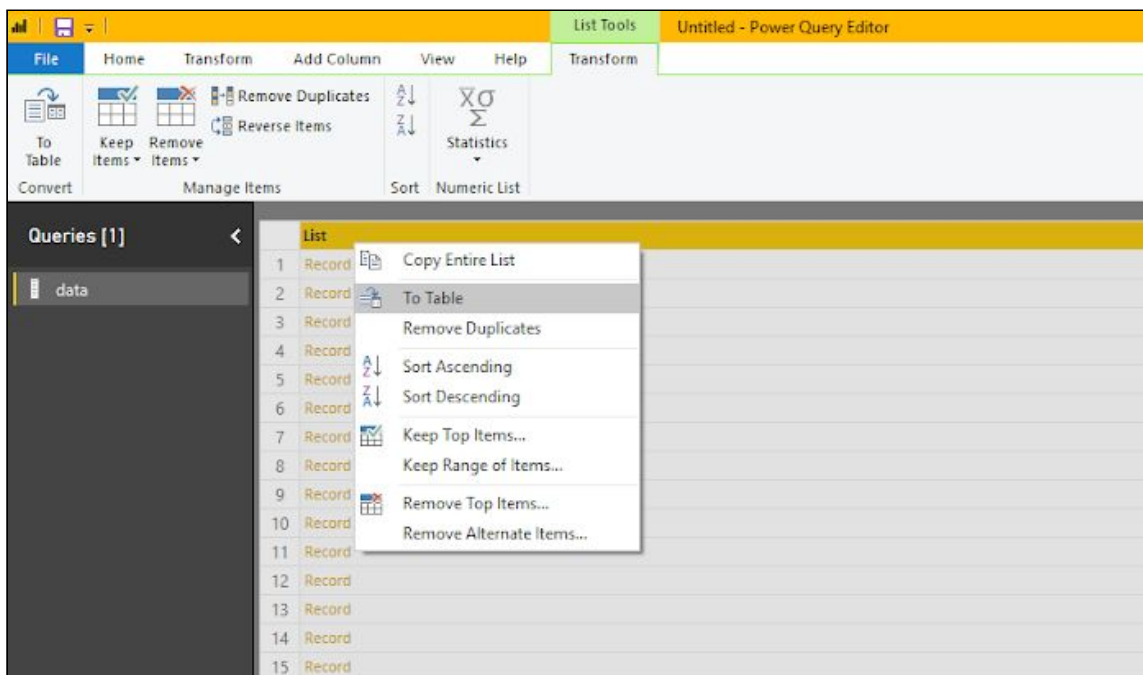 List Tools Untitled - Power Query Editor
File Home Transform Add Column View Help Transform
To Table
Keep Items
Remove Items
Remove Duplicates
Reverse Items
Statistics
Convert Manage Items Sort Numeric List
Queries [1]
data
List
1 Record
2 Record
3 Record
4 Record
5 Record
6 Record
7 Record
8 Record
9 Record
10 Record
11 Record
12 Record
13 Record
14 Record
15 Record
Copy Entire List
To Table
Remove Duplicates
Sort Ascending
Sort Descending
Keep Top Items...
Keep Range of Items...
Remove Top Items...
Remove Alternate Items...